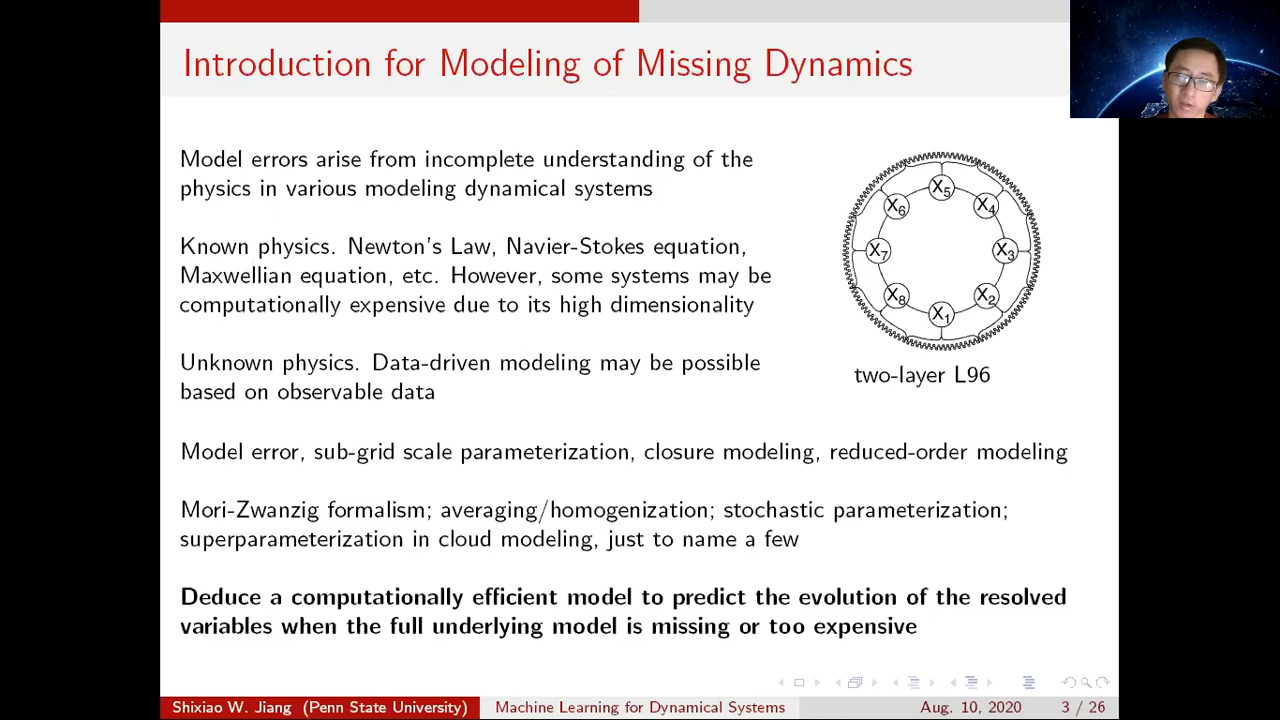 Introduction for Modeling of Missing Dynamics
Model errors arise from incomplete understanding of the
physics in various modeling dynamical systems
Known physics. Newton's Law, Navier-Stokes equation,
Maxwellian equation, etc. However, some systems may be
computationally expensive due to its high dimensionality
Unknown physics. Data-driven modeling may be possible
based on observable data
X5
X6
X4
X7
X3
X8
X2
X1
two-layer L96
Model error, sub-grid scale parameterization, closure modeling, reduced-order modeling
Mori-Zwanzig formalism; averaging/homogenization; stochastic parameterization;
superparameterization in cloud modeling, just to name a few
Deduce a computationally efficient model to predict the evolution of the resolved
variables when the full underlying model is missing or too expensive
Shixiao W. Jiang (Penn State University) Machine Learning for Dynamical Systems Aug. 10, 2020 3 / 26